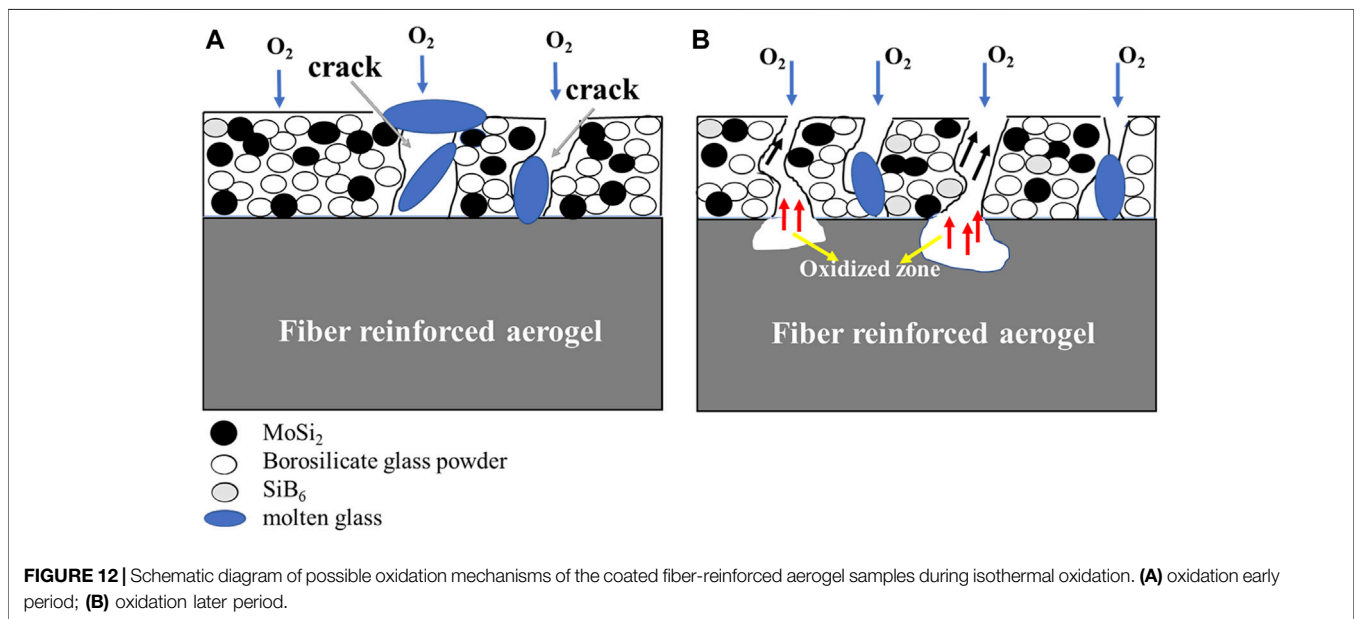 A
O₂
O₂
O₂
crack
crack
Fiber reinforced aerogel
B
O₂
O₂
O₂
O₂
Oxidized zone
Fiber reinforced aerogel
MoSi₂
Borosilicate glass powder
SiB₆
molten glass
FIGURE 12 | Schematic diagram of possible oxidation mechanisms of the coated fiber-reinforced aerogel samples during isothermal oxidation. (A) oxidation early
period; (B) oxidation later period.